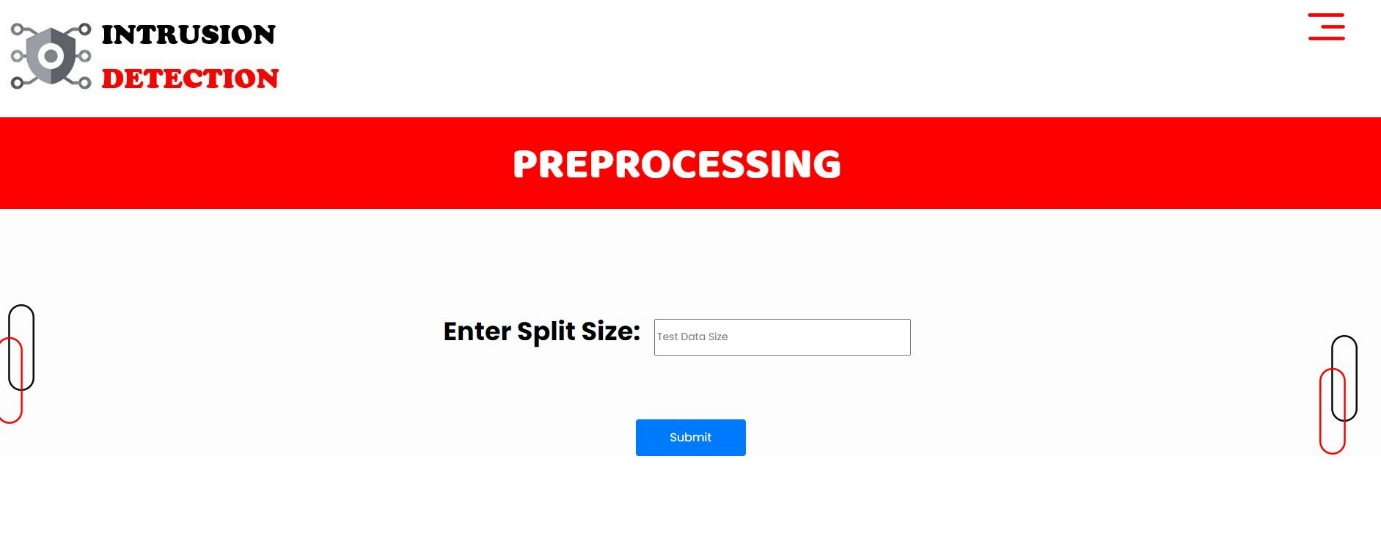 INTRUSION
DETECTION
PREPROCESSING
Enter Split Size: Test Data Size
Submit